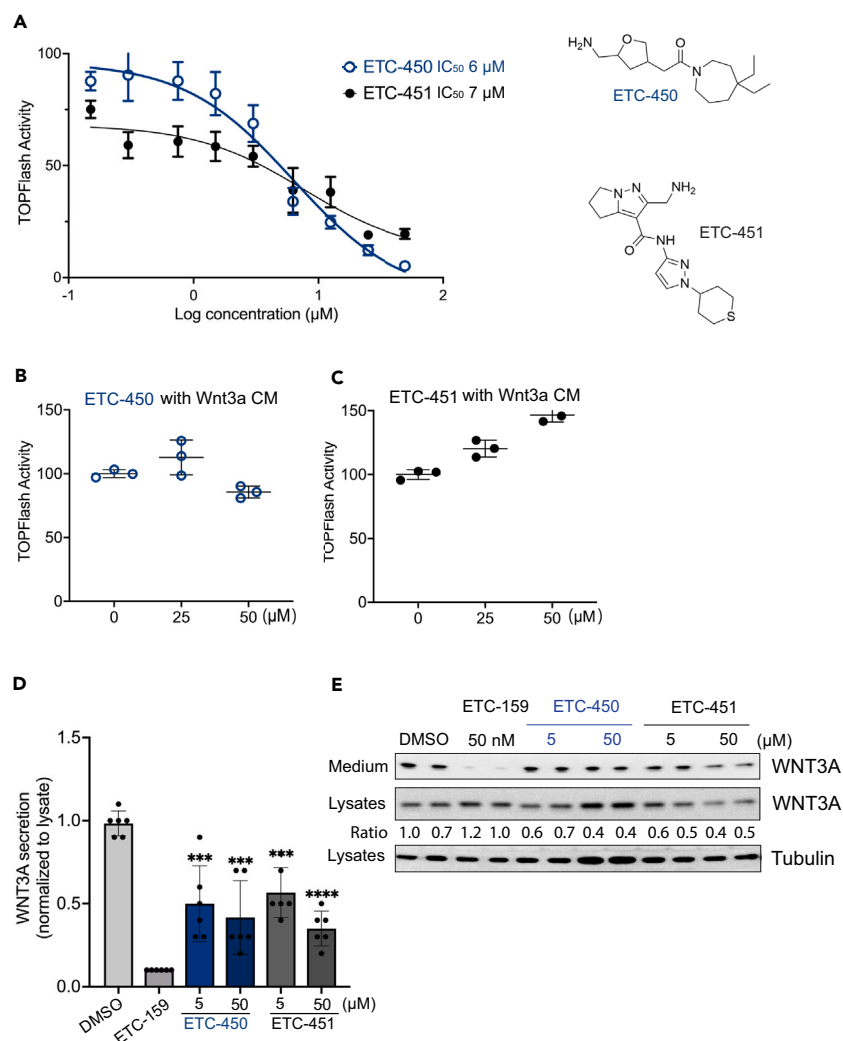 A
100
50
0
TOPFlash Activity
-1
0
1
2
Log concentration (µM)
ETC-450 IC₅₀ 6 µM
ETC-451 IC₅₀ 7 µM
H₂N
O
O
N
ETC-450
N
N
NH₂
O
NH
N
N
S
ETC-451
B
ETC-450 with Wnt3a CM
150
100
50
0
TOPFlash Activity
0
25
50 (µM)
C
ETC-451 with Wnt3a CM
150
100
50
0
TOPFlash Activity
0
25
50 (µM)
D
1.5
1.0
0.5
0.0
WNT3A secretion
(normalized to lysate)
***
***
***
****
DMSO
ETC-159
5
50
5
50
(µM)
ETC-450
ETC-451
E
ETC-159
ETC-450
ETC-451
DMSO
50 nM
5
50
5
50
(µM)
Medium
WNT3A
Lysates
WNT3A
Ratio 1.0 0.7 1.2 1.0 0.6 0.7 0.4 0.4 0.6 0.5 0.4 0.5
Lysates
Tubulin